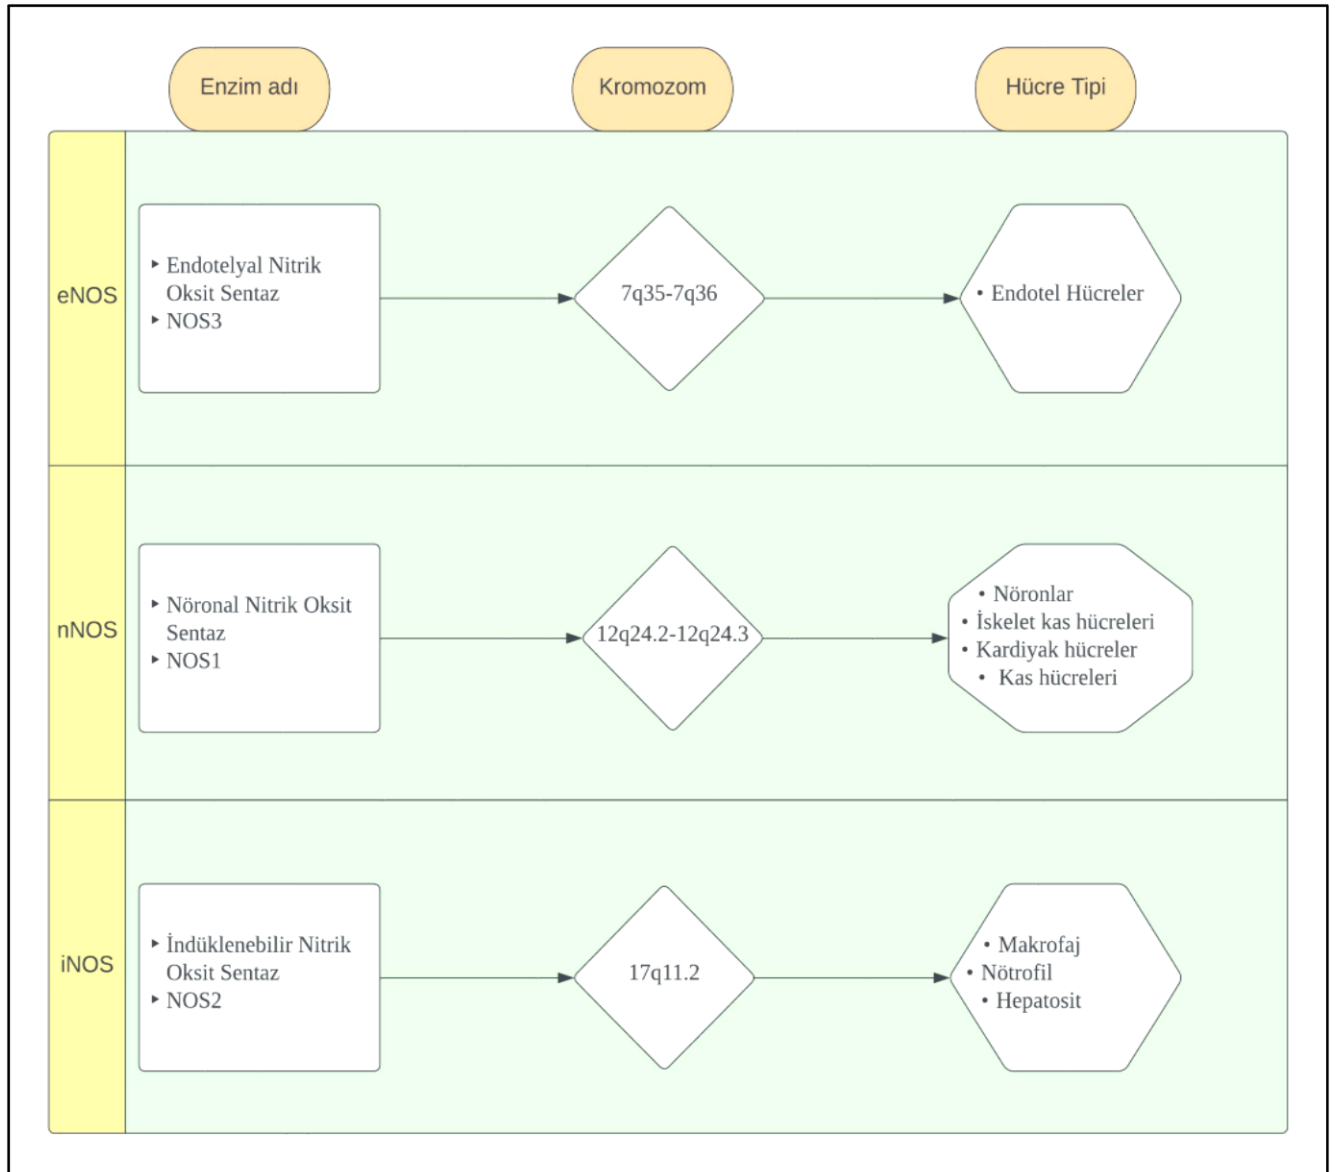 Enzim adı
Kromozom
Hücre Tipi
eNOS
‣ Endotelyal Nitrik
Oksit Sentaz
‣ NOS3
7q35-7q36
• Endotel Hücreler
nNOS
‣ Nöronal Nitrik Oksit
Sentaz
‣ NOS1
12q24.2-12q24.3
• Nöronlar
• İskelet kas hücreleri
• Kardiyak hücreler
• Kas hücreleri
iNOS
‣ İndüklenebilir Nitrik
Oksit Sentaz
‣ NOS2
17q11.2
• Makrofaj
• Nötrofil
• Hepatosit